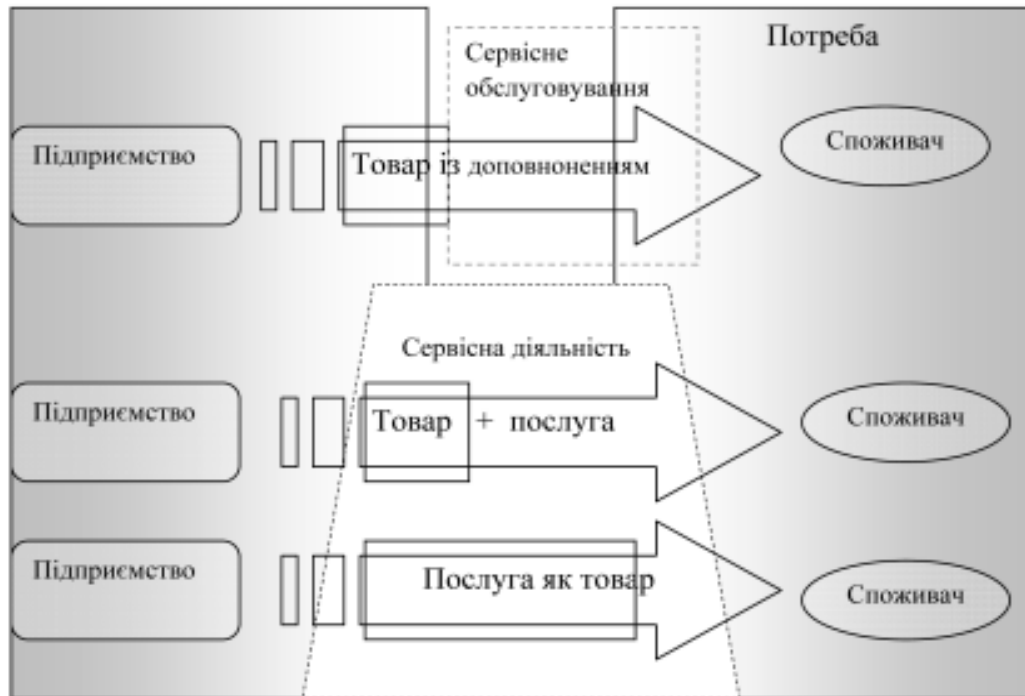 Потреба
Сервісне
обслуговування
Підприємство
Товар із доповноненням
Споживач
Сервісна діяльність
Підприємство
Товар + послуга
Споживач
Підприємство
Послуга як товар
Споживач